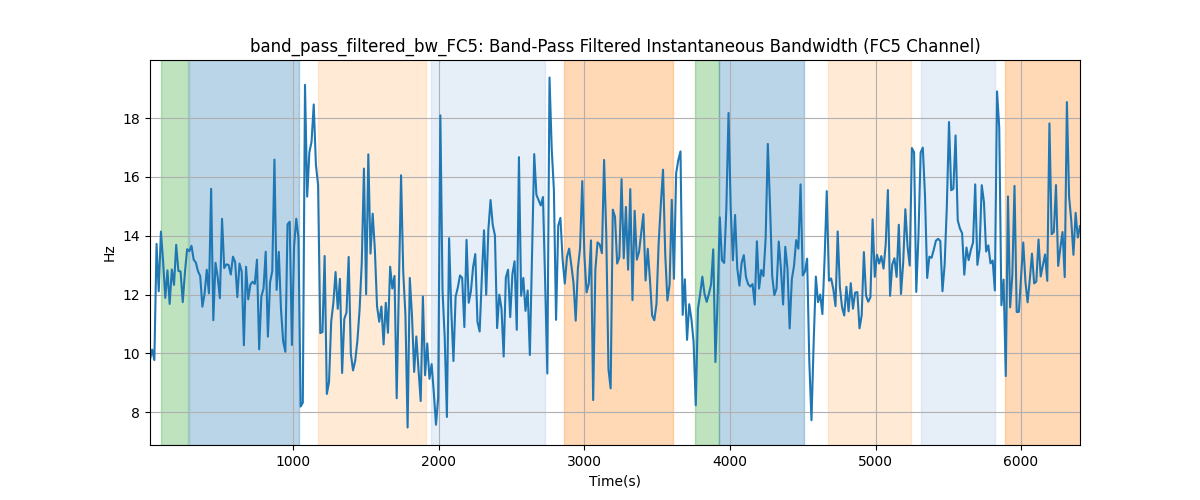 band_pass_filtered_bw_FC5: Band-Pass Filtered Instantaneous Bandwidth (FC5 Channel)
Hz
18
16
14
12
10
8
1000 2000 3000 4000 5000 6000
Time(s)